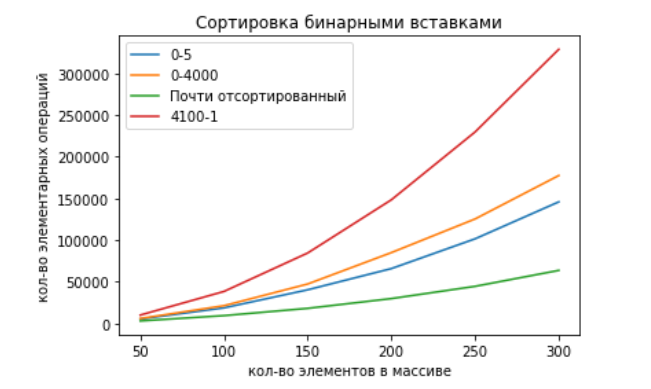 Сортировка бинарными вставками
0-5
0-4000
Почти отсортированный
4100-1
кол-во элементарных операций
300000
250000
200000
150000
100000
50000
0
50 100 150 200 250 300
кол-во элементов в массиве